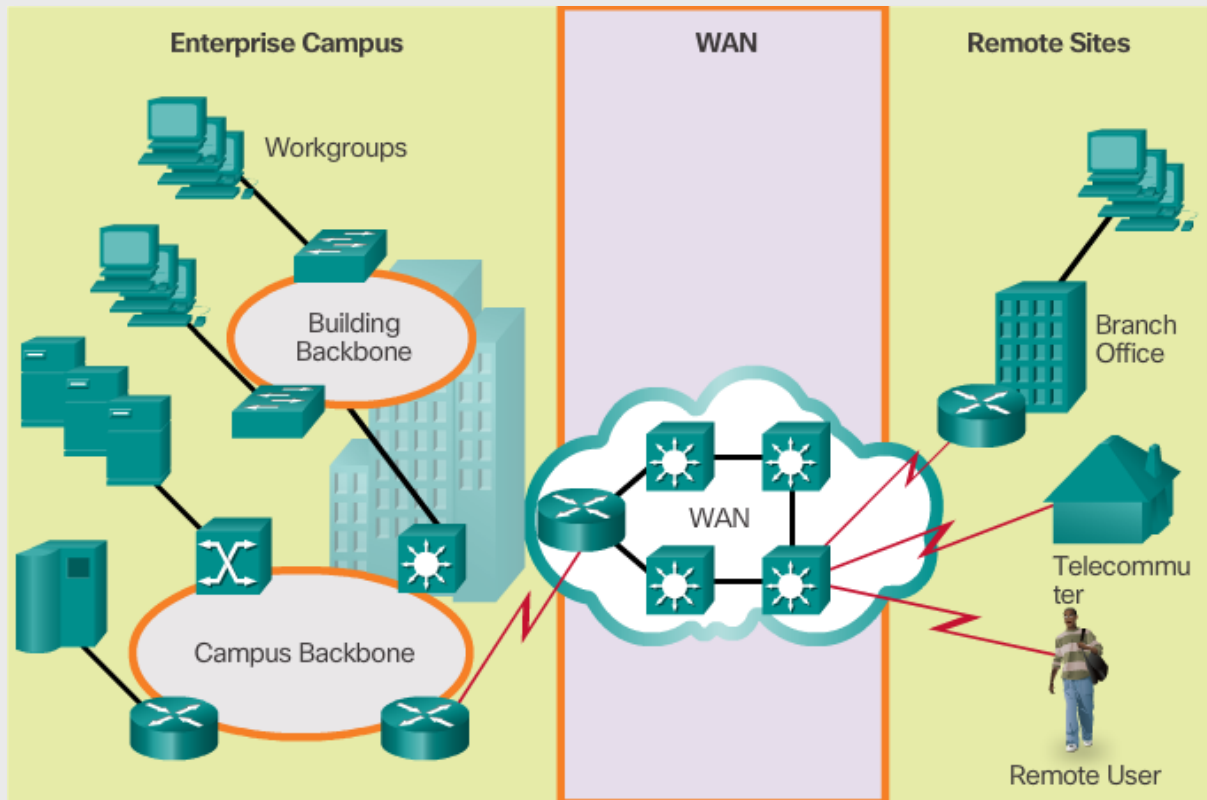 Enterprise Campus
WAN
Remote Sites
Workgroups
Building
Backbone
Branch
Office
WAN
Telecommu
ter
Campus Backbone
Remote User